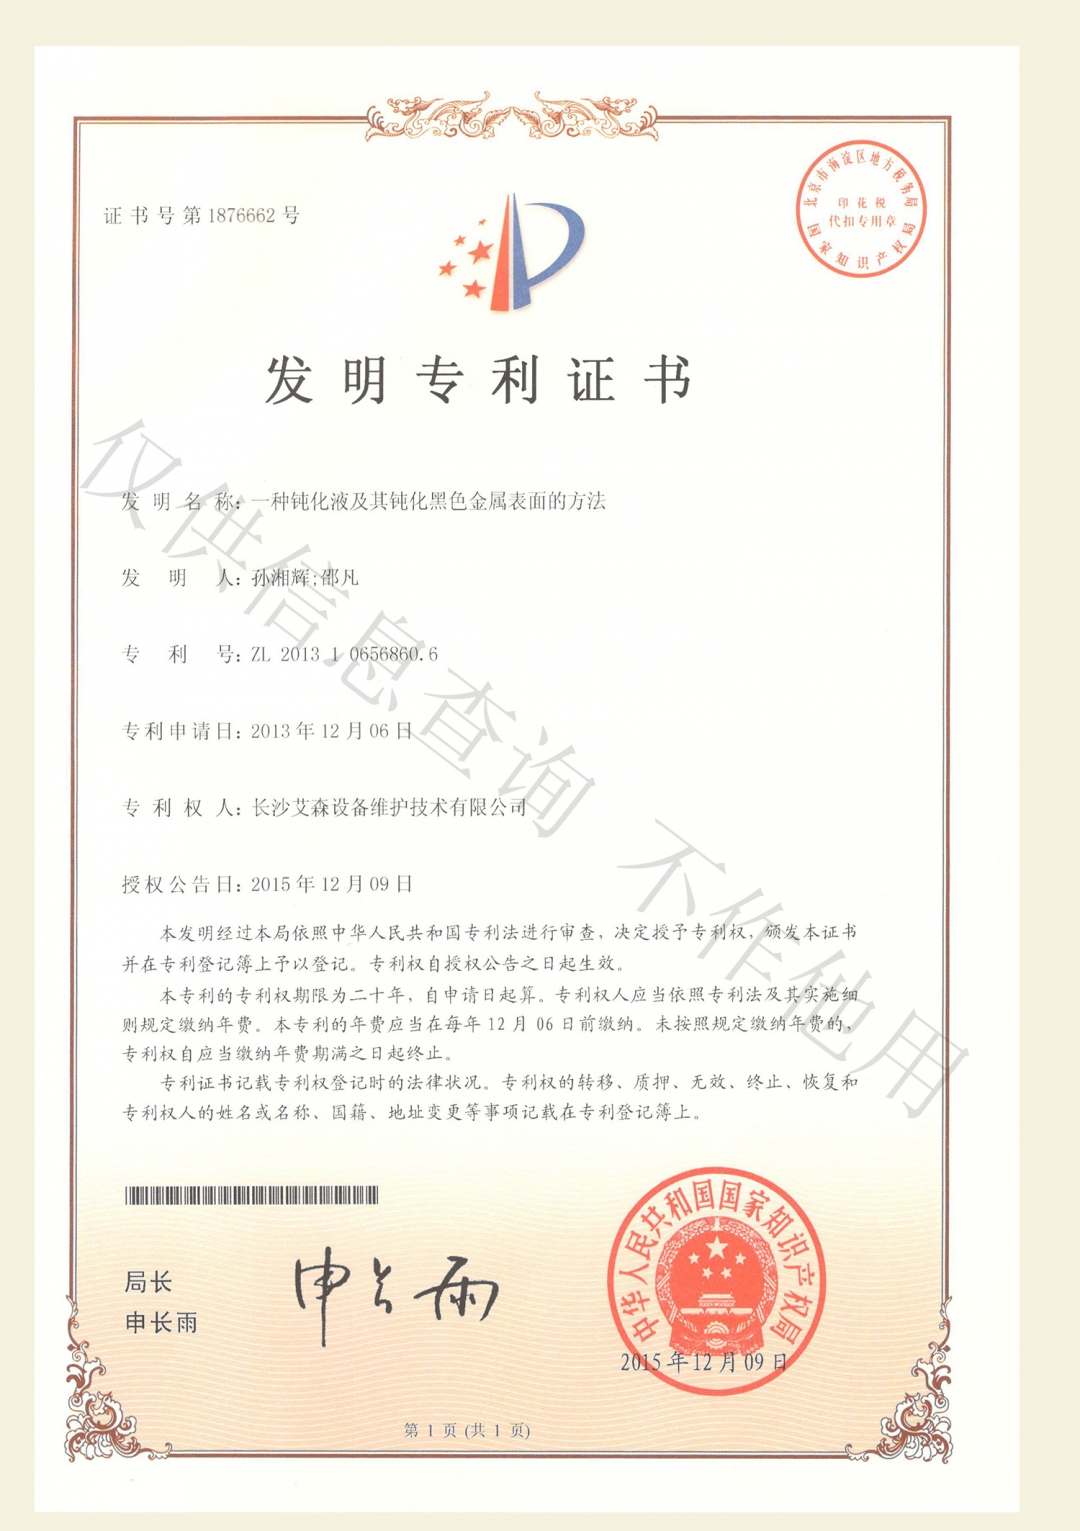 证书号第1876662号
北京市海淀区地方税务局
印花税
代扣专用章
国家知识产权局
发明专利证书
发明名称:一种钝化液及其钝化黑色金属表面的方法
发明人:孙湘辉;邵凡
专利号:ZL 2013 1 0656860.6
专利申请日:2013年12月06日
专利权人:长沙艾森设备维护技术有限公司
授权公告日:2015年12月09日
本发明经过本局依照中华人民共和国专利法进行审查,决定授予专利权,颁发本证书
并在专利登记簿上予以登记。专利权自授权公告之日起生效。
本专利的专利权期限为二十年,自申请日起算。专利权人应当依照专利法及其实施细
则规定缴纳年费。本专利的年费应当在每年12月06日前缴纳。未按照规定缴纳年费的,
专利权自应当缴纳年费期满之日起终止。
专利证书记载专利权登记时的法律状况。专利权的转移、质押、无效、终止、恢复和
专利权人的姓名或名称、国籍、地址变更等事项记载在专利登记簿上。
仅供信息查询 不作他用
局长
申长雨
申长雨
中华人民共和国国家知识产权局
2015年12月09日
第1页(共1页)